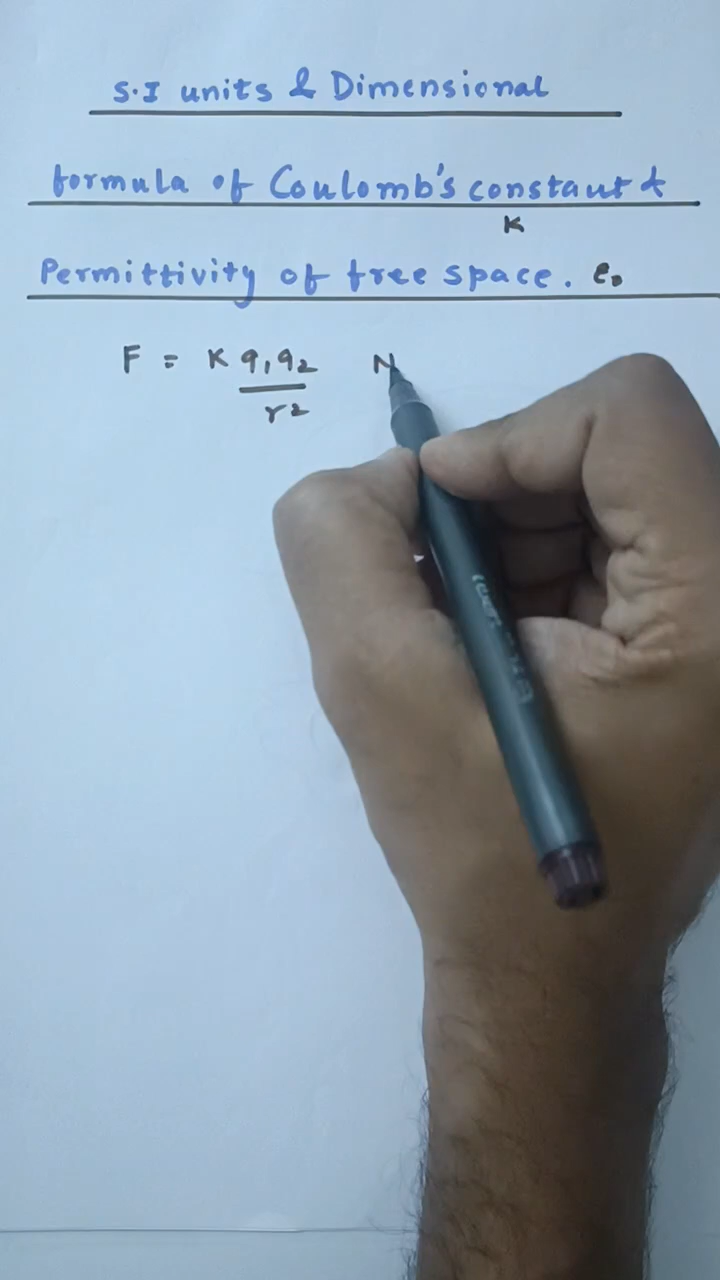 S.I units & Dimensional
formula of Coulomb's constant &
K
Permittivity of free space. ϵ₀
F = K q₁q₂ N
r²